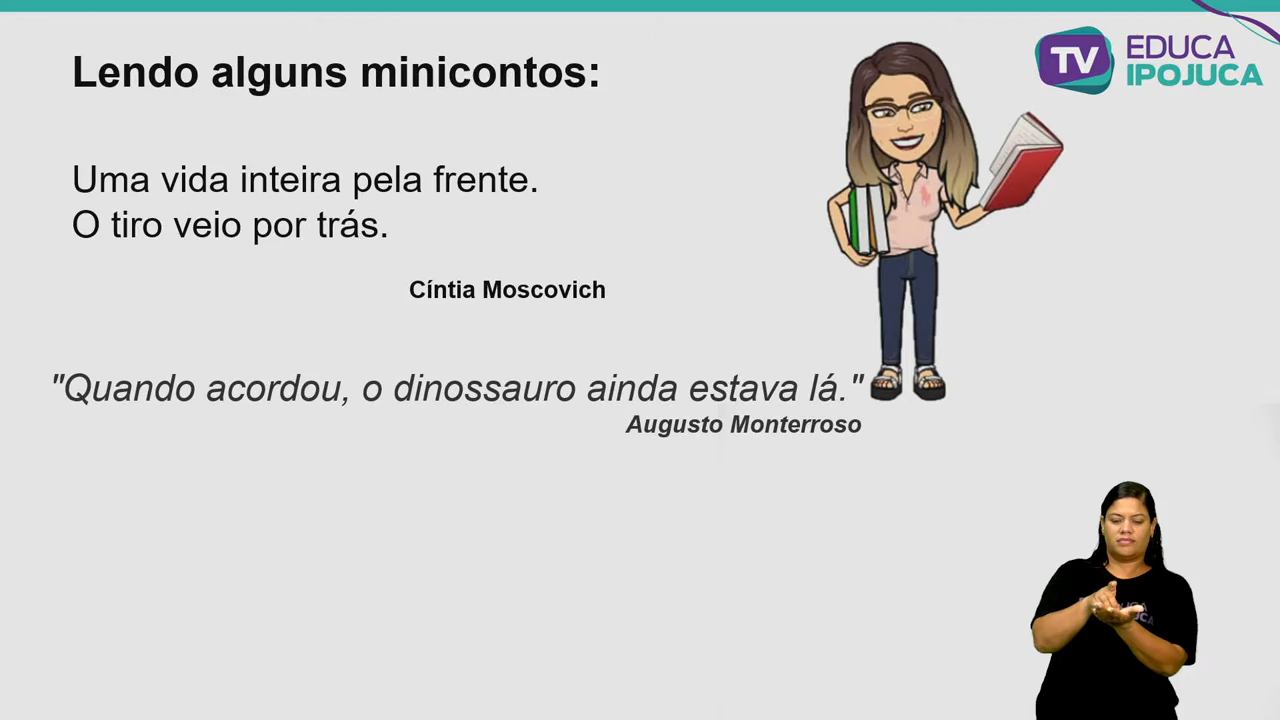 Lendo alguns minicontos:
TV EDUCA
IPOJUCA
Uma vida inteira pela frente.
O tiro veio por trás.
Cíntia Moscovich
"Quando acordou, o dinossauro ainda estava lá."
Augusto Monterroso